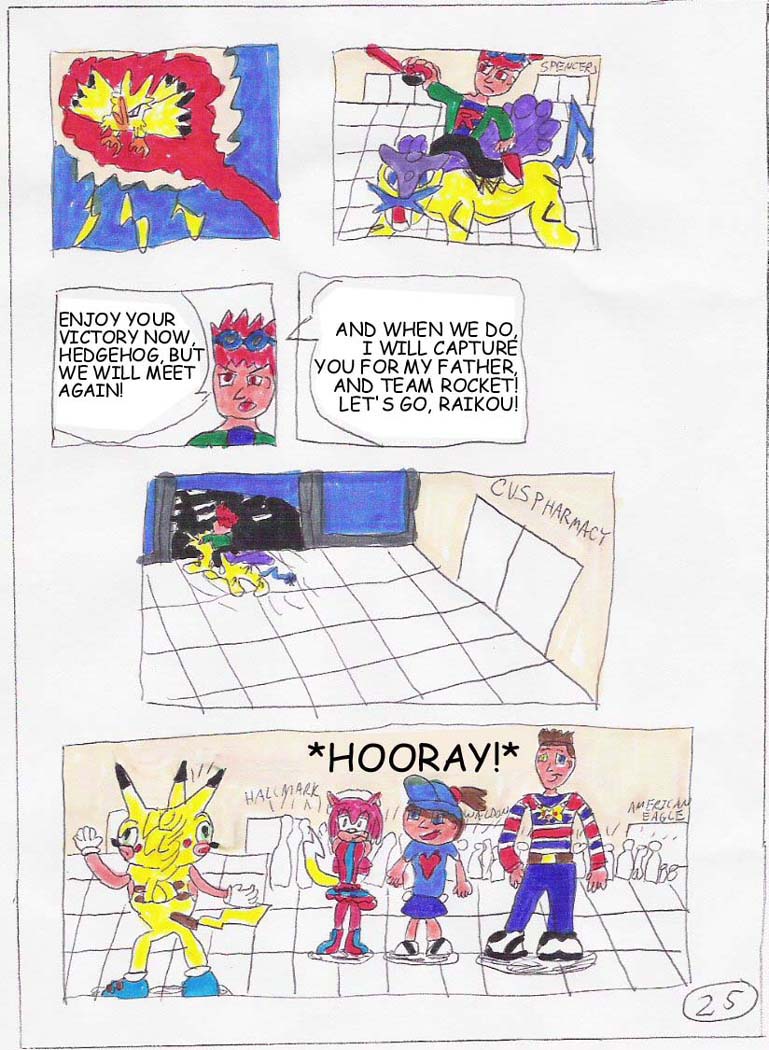 SPENCERS
ENJOY YOUR
VICTORY NOW,
HEDGEHOG, BUT
WE WILL MEET
AGAIN!
AND WHEN WE DO,
I WILL CAPTURE
YOU FOR MY FATHER,
AND TEAM ROCKET!
LET'S GO, RAIKOU!
CVS PHARMACY
*HOORAY!*
HALLMARK
AMERICAN
EAGLE
25